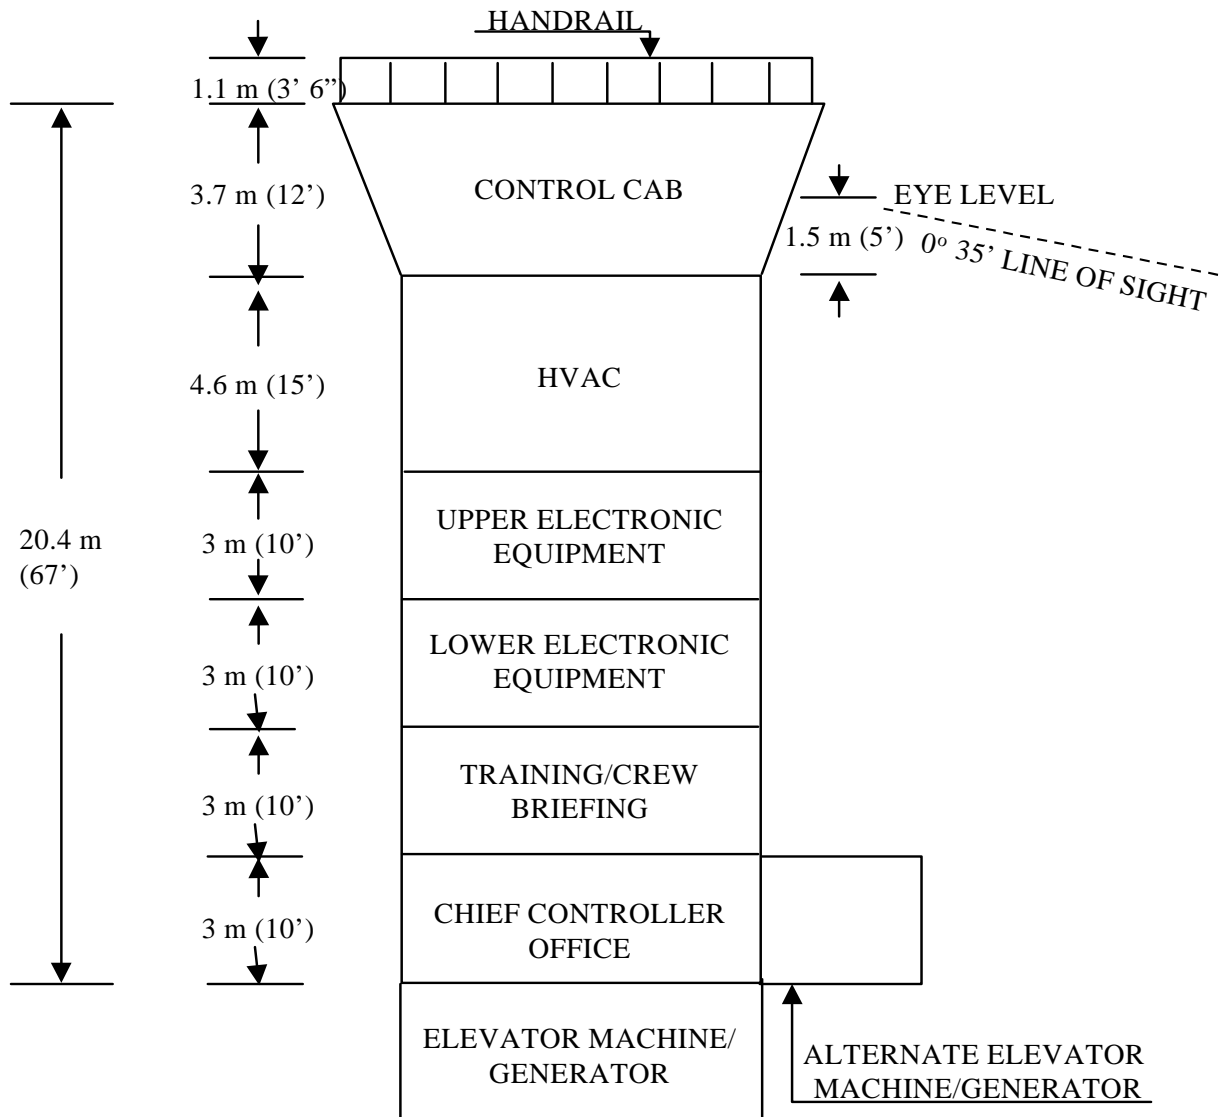 HANDRAIL
1.1 m (3’ 6”)
3.7 m (12’)
CONTROL CAB
EYE LEVEL
1.5 m (5’)
0º 35’ LINE OF SIGHT
4.6 m (15’)
HVAC
20.4 m
(67’)
3 m (10’)
UPPER ELECTRONIC
EQUIPMENT
3 m (10’)
LOWER ELECTRONIC
EQUIPMENT
3 m (10’)
TRAINING/CREW
BRIEFING
3 m (10’)
CHIEF CONTROLLER
OFFICE
ELEVATOR MACHINE/
GENERATOR
ALTERNATE ELEVATOR
MACHINE/GENERATOR